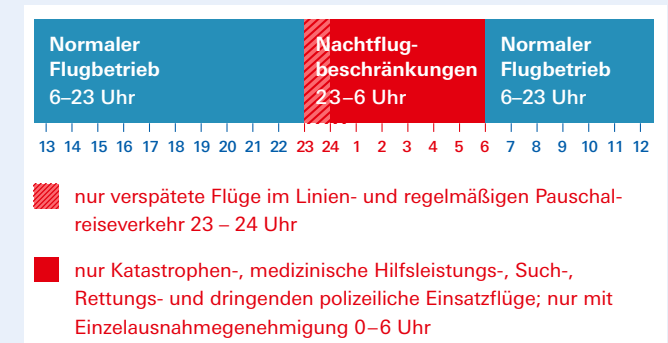 Normaler
Flugbetrieb
6–23 Uhr
Nachtflug-
beschränkungen
23–6 Uhr
Normaler
Flugbetrieb
6–23 Uhr
13 14 15 16 17 18 19 20 21 22 23 24 1 2 3 4 5 6 7 8 9 10 11 12
nur verspätete Flüge im Linien- und regelmäßigen Pauschal-
reiseverkehr 23 – 24 Uhr
nur Katastrophen-, medizinische Hilfsleistungs-, Such-,
Rettungs- und dringenden polizeiliche Einsatzflüge; nur mit
Einzelausnahmegenehmigung 0–6 Uhr